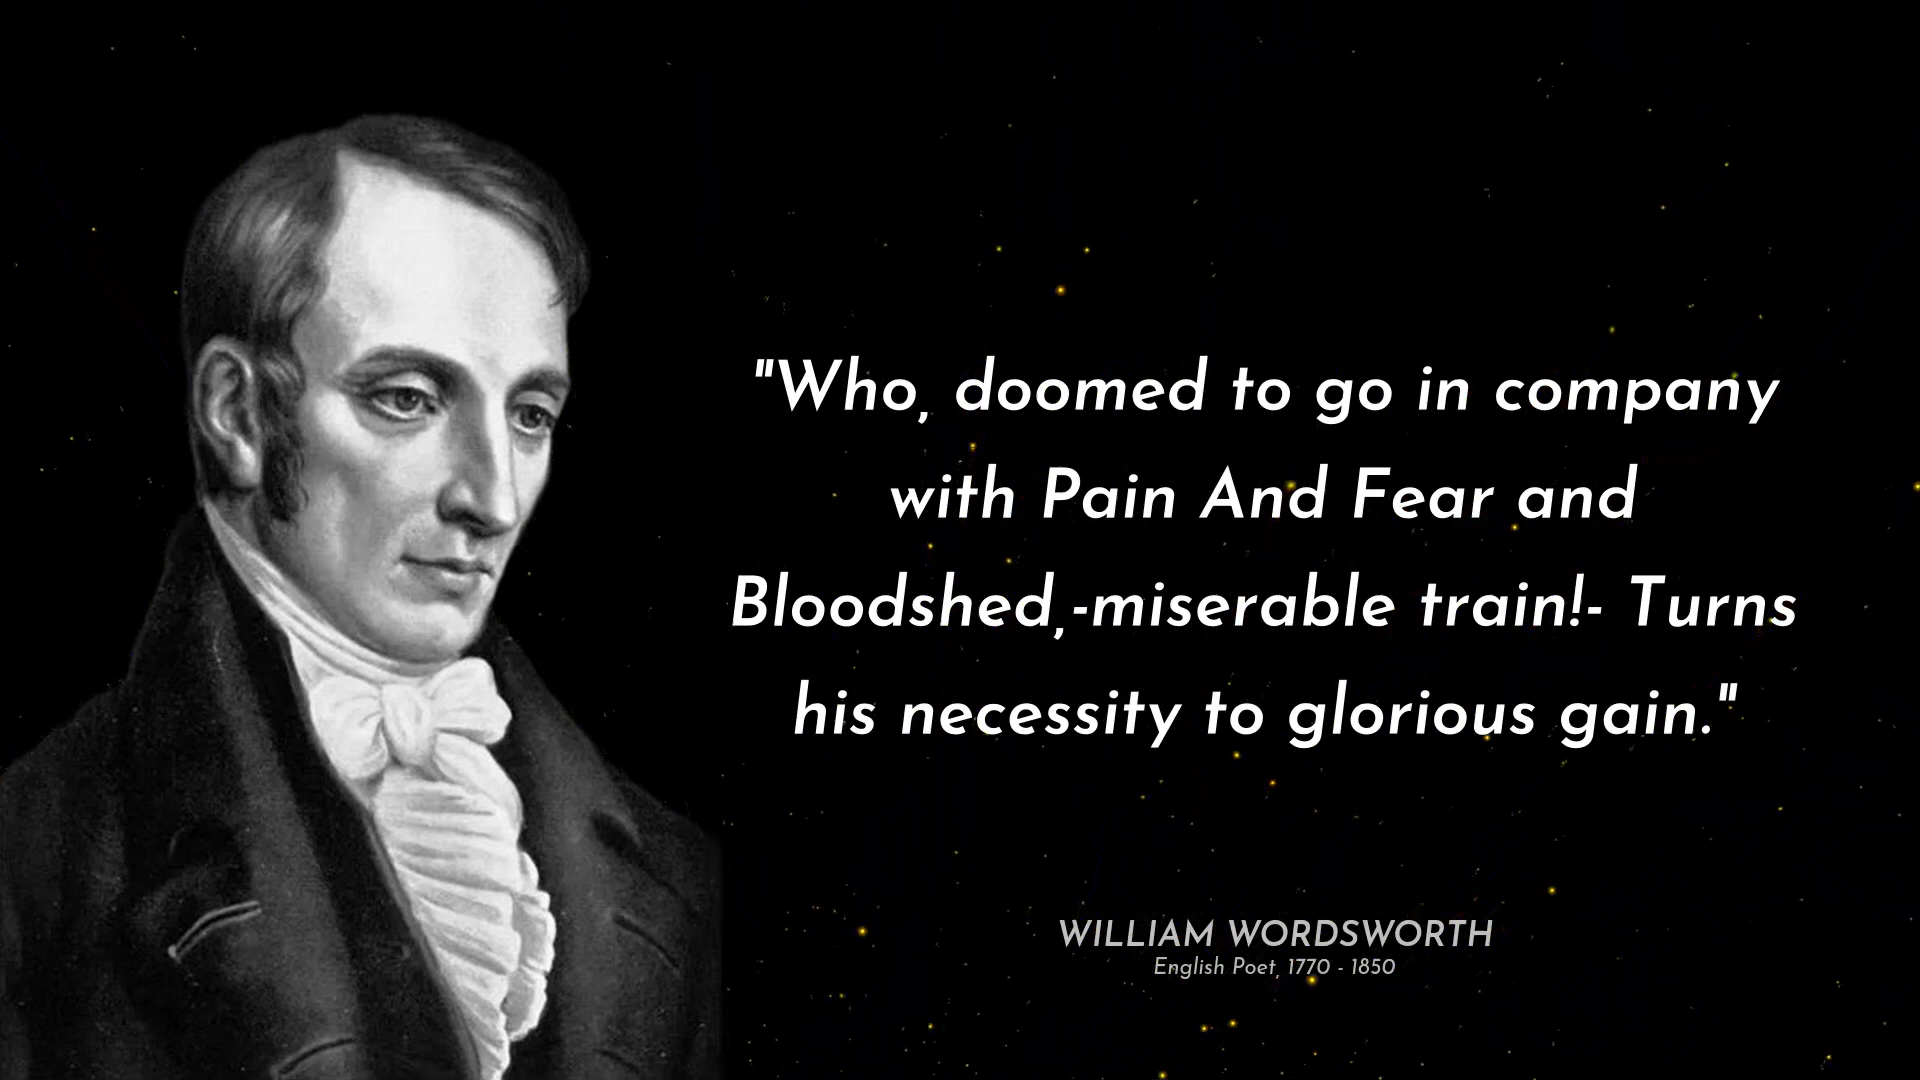 "Who, doomed to go in company
with Pain And Fear and
Bloodshed,-miserable train!- Turns
his necessity to glorious gain."
WILLIAM WORDSWORTH
English Poet, 1770 - 1850